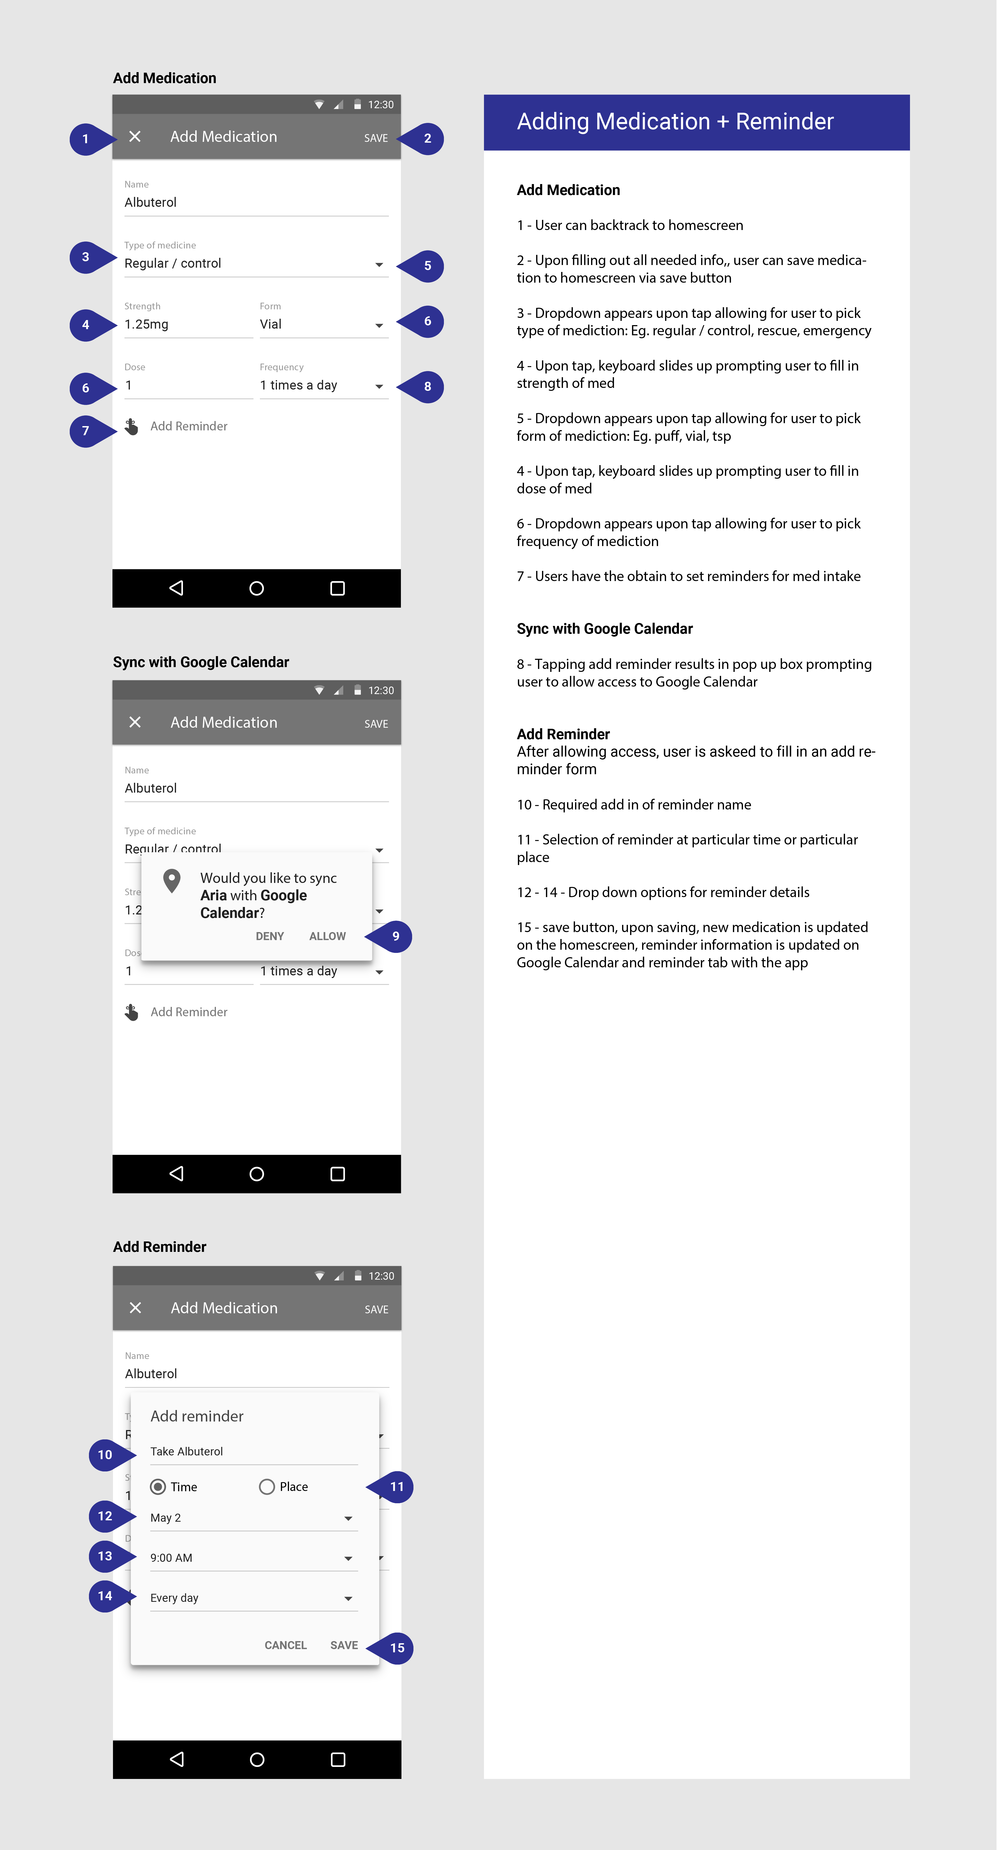 Add Medication
12:30
1
Add Medication
SAVE
2
Name
Albuterol
Type of medicine
3
Regular / control
5
Strength
Form
4
1.25mg
Vial
6
Dose
Frequency
6
1
1 times a day
8
7
Add Reminder
Sync with Google Calendar
12:30
Add Medication
SAVE
Name
Albuterol
Type of medicine
Regular / control
Would you like to sync
Stre
Aria with Google
1.2
Calendar?
DENY
ALLOW
9
Dos
1
1 times a day
Add Reminder
Add Reminder
12:30
Add Medication
SAVE
Name
Albuterol
Add reminder
10
Take Albuterol
Time
Place
11
12
May 2
13
9:00 AM
14
Every day
CANCEL
SAVE
15
Adding Medication + Reminder
Add Medication
1 - User can backtrack to homescreen
2 - Upon filling out all needed info,, user can save medica-
tion to homescreen via save button
3 - Dropdown appears upon tap allowing for user to pick
type of mediction: Eg. regular / control, rescue, emergency
4 - Upon tap, keyboard slides up prompting user to fill in
strength of med
5 - Dropdown appears upon tap allowing for user to pick
form of mediction: Eg. puff, vial, tsp
4 - Upon tap, keyboard slides up prompting user to fill in
dose of med
6 - Dropdown appears upon tap allowing for user to pick
frequency of mediction
7 - Users have the obtain to set reminders for med intake
Sync with Google Calendar
8 - Tapping add reminder results in pop up box prompting
user to allow access to Google Calendar
Add Reminder
After allowing access, user is askeed to fill in an add re-
minder form
10 - Required add in of reminder name
11 - Selection of reminder at particular time or particular
place
12 - 14 - Drop down options for reminder details
15 - save button, upon saving, new medication is updated
on the homescreen, reminder information is updated on
Google Calendar and reminder tab with the app